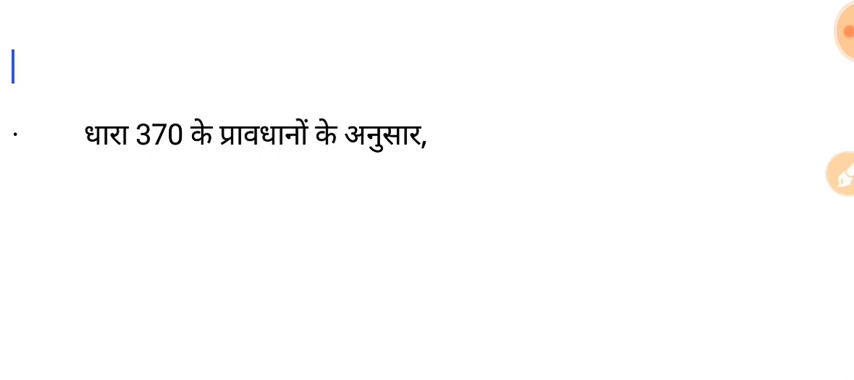 · धारा 370 के प्रावधानों के अनुसार,